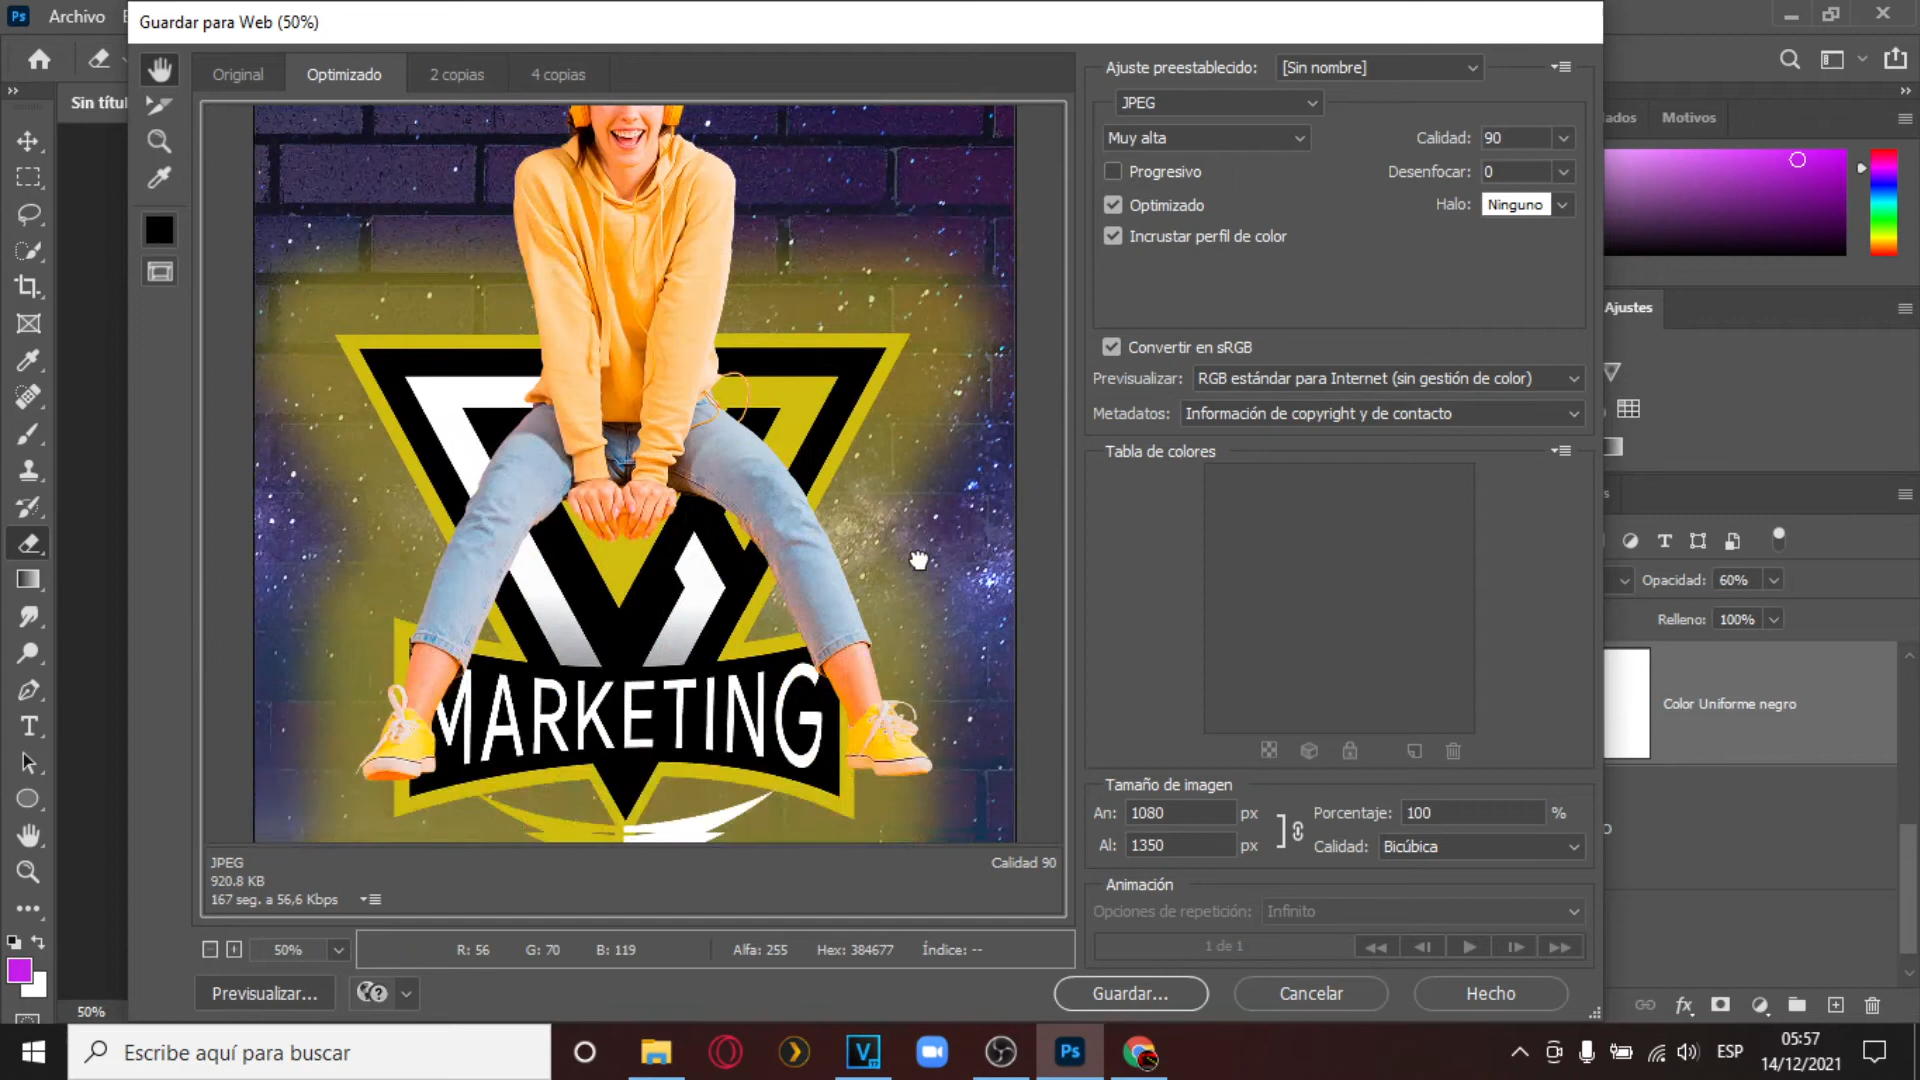 Ps Archivo
Guardar para Web (50%)
Sin títul
Original Optimizado 2 copias 4 copias
Ajuste preestablecido: [Sin nombre]
JPEG
Muy alta Calidad: 90
Progresivo Desenfocar: 0
Optimizado Halo: Ninguno
Incrustar perfil de color
Convertir en sRGB
Previsualizar: RGB estándar para Internet (sin gestión de color)
Metadatos: Información de copyright y de contacto
Tabla de colores
MARKETING
Tamaño de imagen
An: 1080 px Porcentaje: 100 %
Al: 1350 px Calidad: Bicúbica
Animación
Opciones de repetición: Infinito
1 de 1
JPEG Calidad 90
920.8 KB
167 seg. a 56,6 Kbps
50% R: 56 G: 70 B: 119 Alfa: 255 Hex: 384677 Índice: --
Previsualizar... Guardar... Cancelar Hecho
50%
ados Motivos
Ajustes
Opacidad: 60%
Relleno: 100%
Color Uniforme negro
Escribe aquí para buscar
Ps
ESP
05:57
14/12/2021